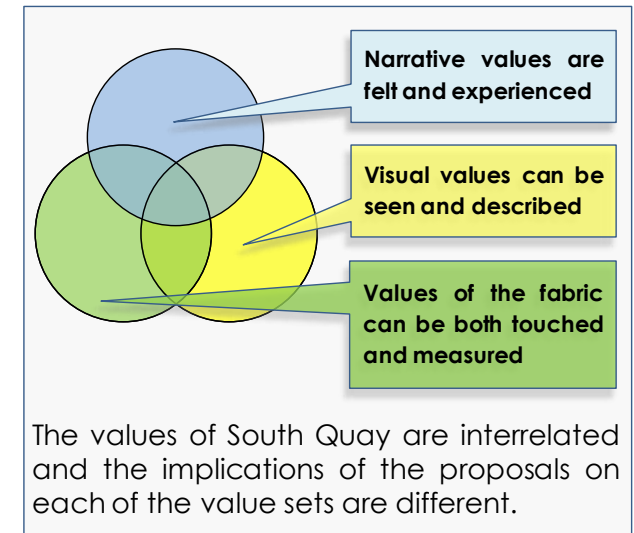 Narrative values are
felt and experienced
Visual values can be
seen and described
Values of the fabric
can be both touched
and measured
The values of South Quay are interrelated
and the implications of the proposals on
each of the value sets are different.